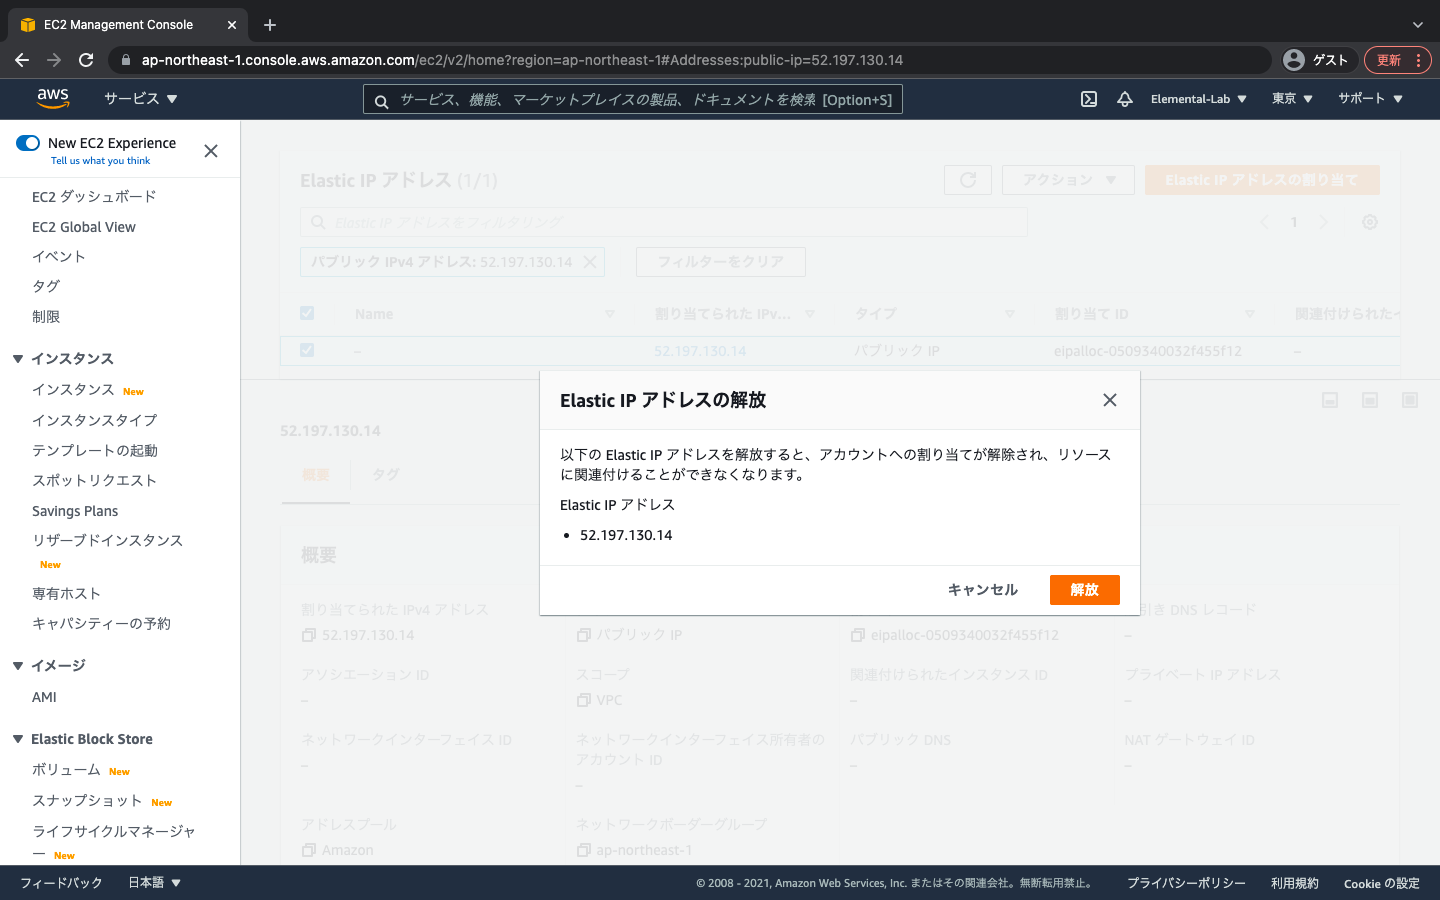 EC2 Management Console
ap-northeast-1.console.aws.amazon.com/ec2/v2/home?region=ap-northeast-1#Addresses:public-ip=52.197.130.14
ゲスト
更新
aws
サービス
サービス、機能、マーケットプレイスの製品、ドキュメントを検索 [Option+S]
Elemental-Lab
東京
サポート
New EC2 Experience
Tell us what you think
EC2 ダッシュボード
EC2 Global View
イベント
タグ
制限
インスタンス
インスタンス New
インスタンスタイプ
テンプレートの起動
スポットリクエスト
Savings Plans
リザーブドインスタンス
New
専有ホスト
キャパシティーの予約
イメージ
AMI
Elastic Block Store
ボリューム New
スナップショット New
ライフサイクルマネージャ
ー New
Elastic IP アドレス (1/1)
アクション
Elastic IP アドレスの割り当て
Elastic IP アドレスをフィルタリング
1
パブリック IPv4 アドレス: 52.197.130.14
フィルターをクリア
Name
割り当てられた IPv...
タイプ
割り当て ID
関連付けられたイ
–
52.197.130.14
パブリック IP
eipalloc-0509340032f455f12
–
52.197.130.14
概要
タグ
Elastic IP アドレスの解放
以下の Elastic IP アドレスを解放すると、アカウントへの割り当てが解除され、リソース
に関連付けることができなくなります。
Elastic IP アドレス
• 52.197.130.14
キャンセル
解放
概要
割り当てられた IPv4 アドレス
52.197.130.14
パブリック IP
eipalloc-0509340032f455f12
引き DNS レコード
–
アソシエーション ID
–
スコープ
VPC
関連付けられたインスタンス ID
–
プライベート IP アドレス
–
ネットワークインターフェイス ID
–
ネットワークインターフェイス所有者の
アカウント ID
–
パブリック DNS
–
NAT ゲートウェイ ID
–
アドレスプール
Amazon
ネットワークボーダーグループ
ap-northeast-1
フィードバック
日本語
© 2008 - 2021, Amazon Web Services, Inc. またはその関連会社。無断転用禁止。
プライバシーポリシー
利用規約
Cookie の設定